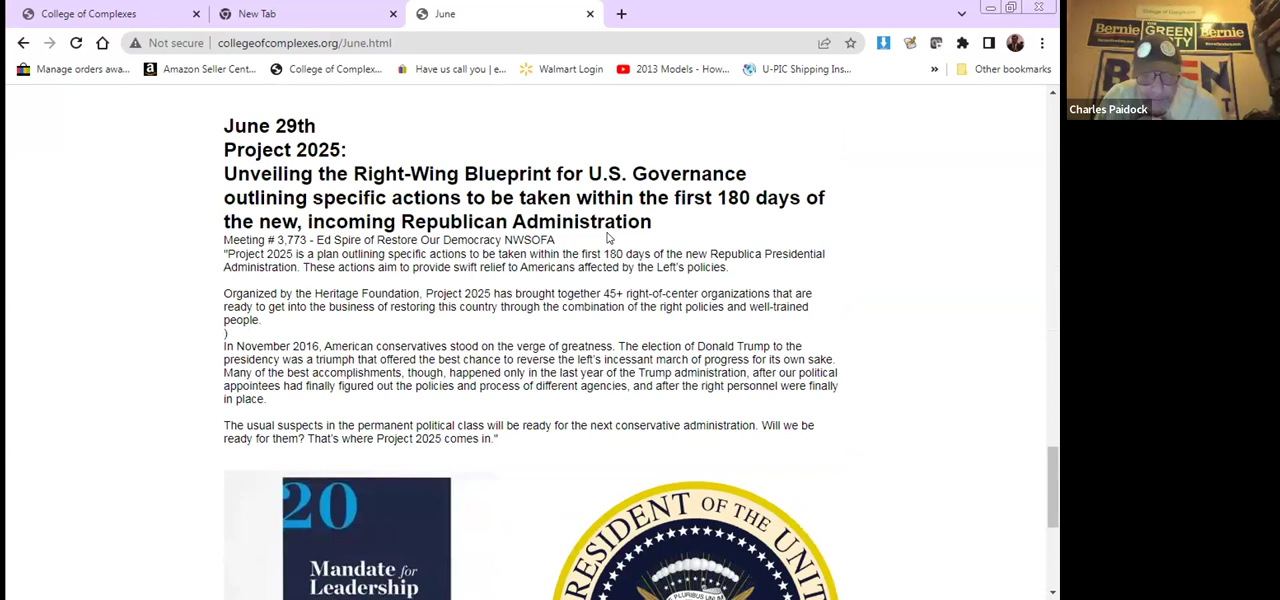 College of Complexes
New Tab
June
Not secure
collegeofcomplexes.org/June.html
Manage orders awa...
Amazon Seller Cent...
College of Complex...
Have us call you | e...
Walmart Login
2013 Models - How...
U-PIC Shipping Ins...
»
Other bookmarks
Bernie
GREEN
Bernie
Charles Paidock
June 29th
Project 2025:
Unveiling the Right-Wing Blueprint for U.S. Governance
outlining specific actions to be taken within the first 180 days of
the new, incoming Republican Administration
Meeting # 3,773 - Ed Spire of Restore Our Democracy NWSOFA
"Project 2025 is a plan outlining specific actions to be taken within the first 180 days of the new Republica Presidential
Administration. These actions aim to provide swift relief to Americans affected by the Left's policies.
Organized by the Heritage Foundation, Project 2025 has brought together 45+ right-of-center organizations that are
ready to get into the business of restoring this country through the combination of the right policies and well-trained
people.
)
In November 2016, American conservatives stood on the verge of greatness. The election of Donald Trump to the
presidency was a triumph that offered the best chance to reverse the left's incessant march of progress for its own sake.
Many of the best accomplishments, though, happened only in the last year of the Trump administration, after our political
appointees had finally figured out the policies and process of different agencies, and after the right personnel were finally
in place.
The usual suspects in the permanent political class will be ready for the next conservative administration. Will we be
ready for them? That's where Project 2025 comes in."
20
Mandate for
Leadership
PRESIDENT OF THE UNIT
PLURIBUS UNUM